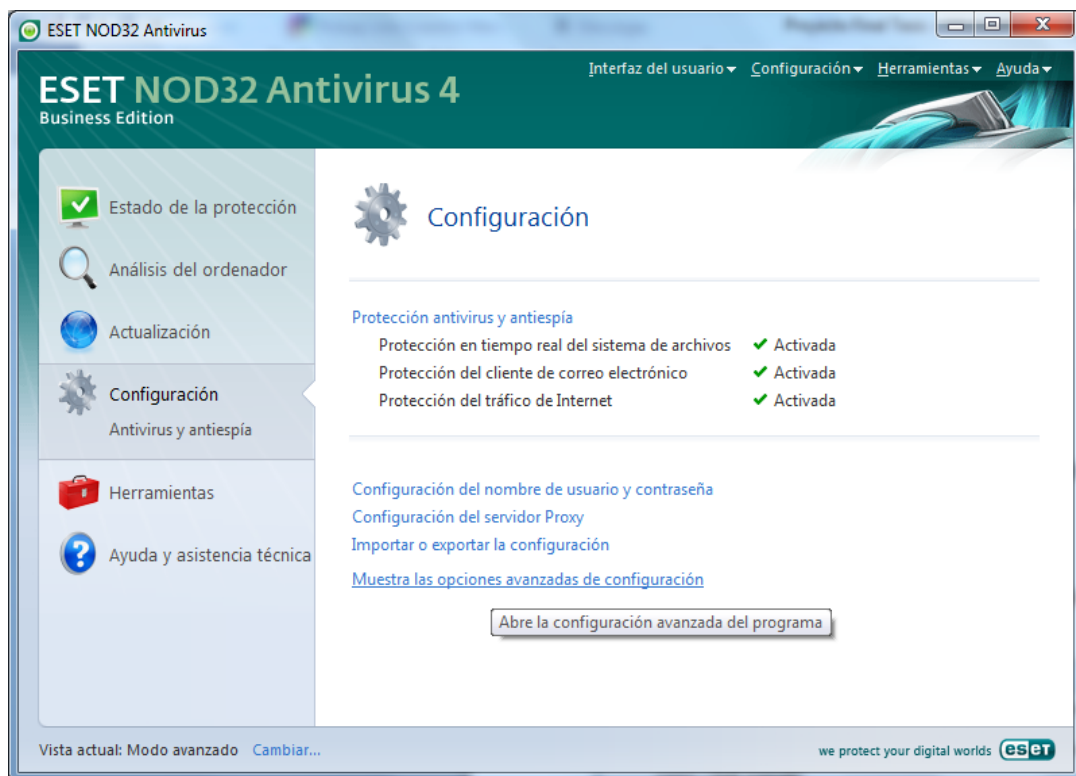 ESET NOD32 Antivirus
Interfaz del usuario Configuración Herramientas Ayuda
ESET NOD32 Antivirus 4
Business Edition
Estado de la protección
Análisis del ordenador
Actualización
Configuración
Antivirus y antiespía
Herramientas
Ayuda y asistencia técnica
Configuración
Protección antivirus y antiespía
Protección en tiempo real del sistema de archivos Activada
Protección del cliente de correo electrónico Activada
Protección del tráfico de Internet Activada
Configuración del nombre de usuario y contraseña
Configuración del servidor Proxy
Importar o exportar la configuración
Muestra las opciones avanzadas de configuración
Abre la configuración avanzada del programa
Vista actual: Modo avanzado Cambiar...
we protect your digital worlds eset